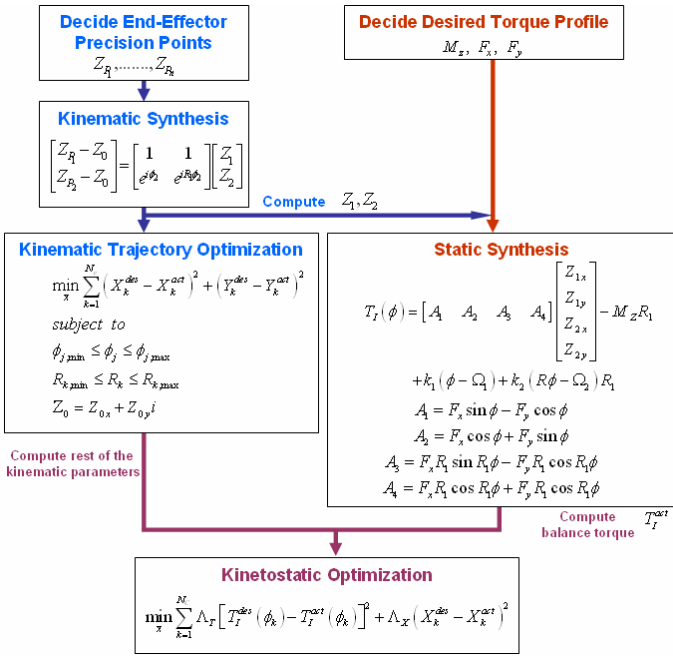 Decide End-Effector
Precision Points
Z_{P_1},......,Z_{P_k}
Decide Desired Torque Profile
M_z, F_x, F_y
Kinematic Synthesis
[Z_{P_1} − Z_0; Z_{P_2} − Z_0] = [1 1; e^{iϕ_2} e^{iR_1ϕ_2}] [Z_1; Z_2]
Compute Z_1, Z_2
Kinematic Trajectory Optimization
min_x ∑_{k=1}^{N_r} (X_k^{des} − X_k^{act})^2 + (Y_k^{des} − Y_k^{act})^2
subject to
ϕ_{j,min} ≤ ϕ_j ≤ ϕ_{j,max}
R_{k,min} ≤ R_k ≤ R_{k,max}
Z_0 = Z_{0x} + Z_{0y} i
Static Synthesis
T_I(ϕ) = [A_1 A_2 A_3 A_4] [Z_{1x}; Z_{1y}; Z_{2x}; Z_{2y}] − M_Z R_1
+ k_1(ϕ − Ω_1) + k_2(Rϕ − Ω_2)R_1
A_1 = F_x sin ϕ − F_y cos ϕ
A_2 = F_x cos ϕ + F_y sin ϕ
A_3 = F_x R_1 sin R_1ϕ − F_y R_1 cos R_1ϕ
A_4 = F_x R_1 cos R_1ϕ + F_y R_1 cos R_1ϕ
Compute rest of the
kinematic parameters
Compute
balance torque T_I^{act}
Kinetostatic Optimization
min_x ∑_{k=1}^{N_r} Λ_T [T_I^{des}(ϕ_k) − T_I^{act}(ϕ_k)]^2 + Λ_X (X_k^{des} − X_k^{act})^2